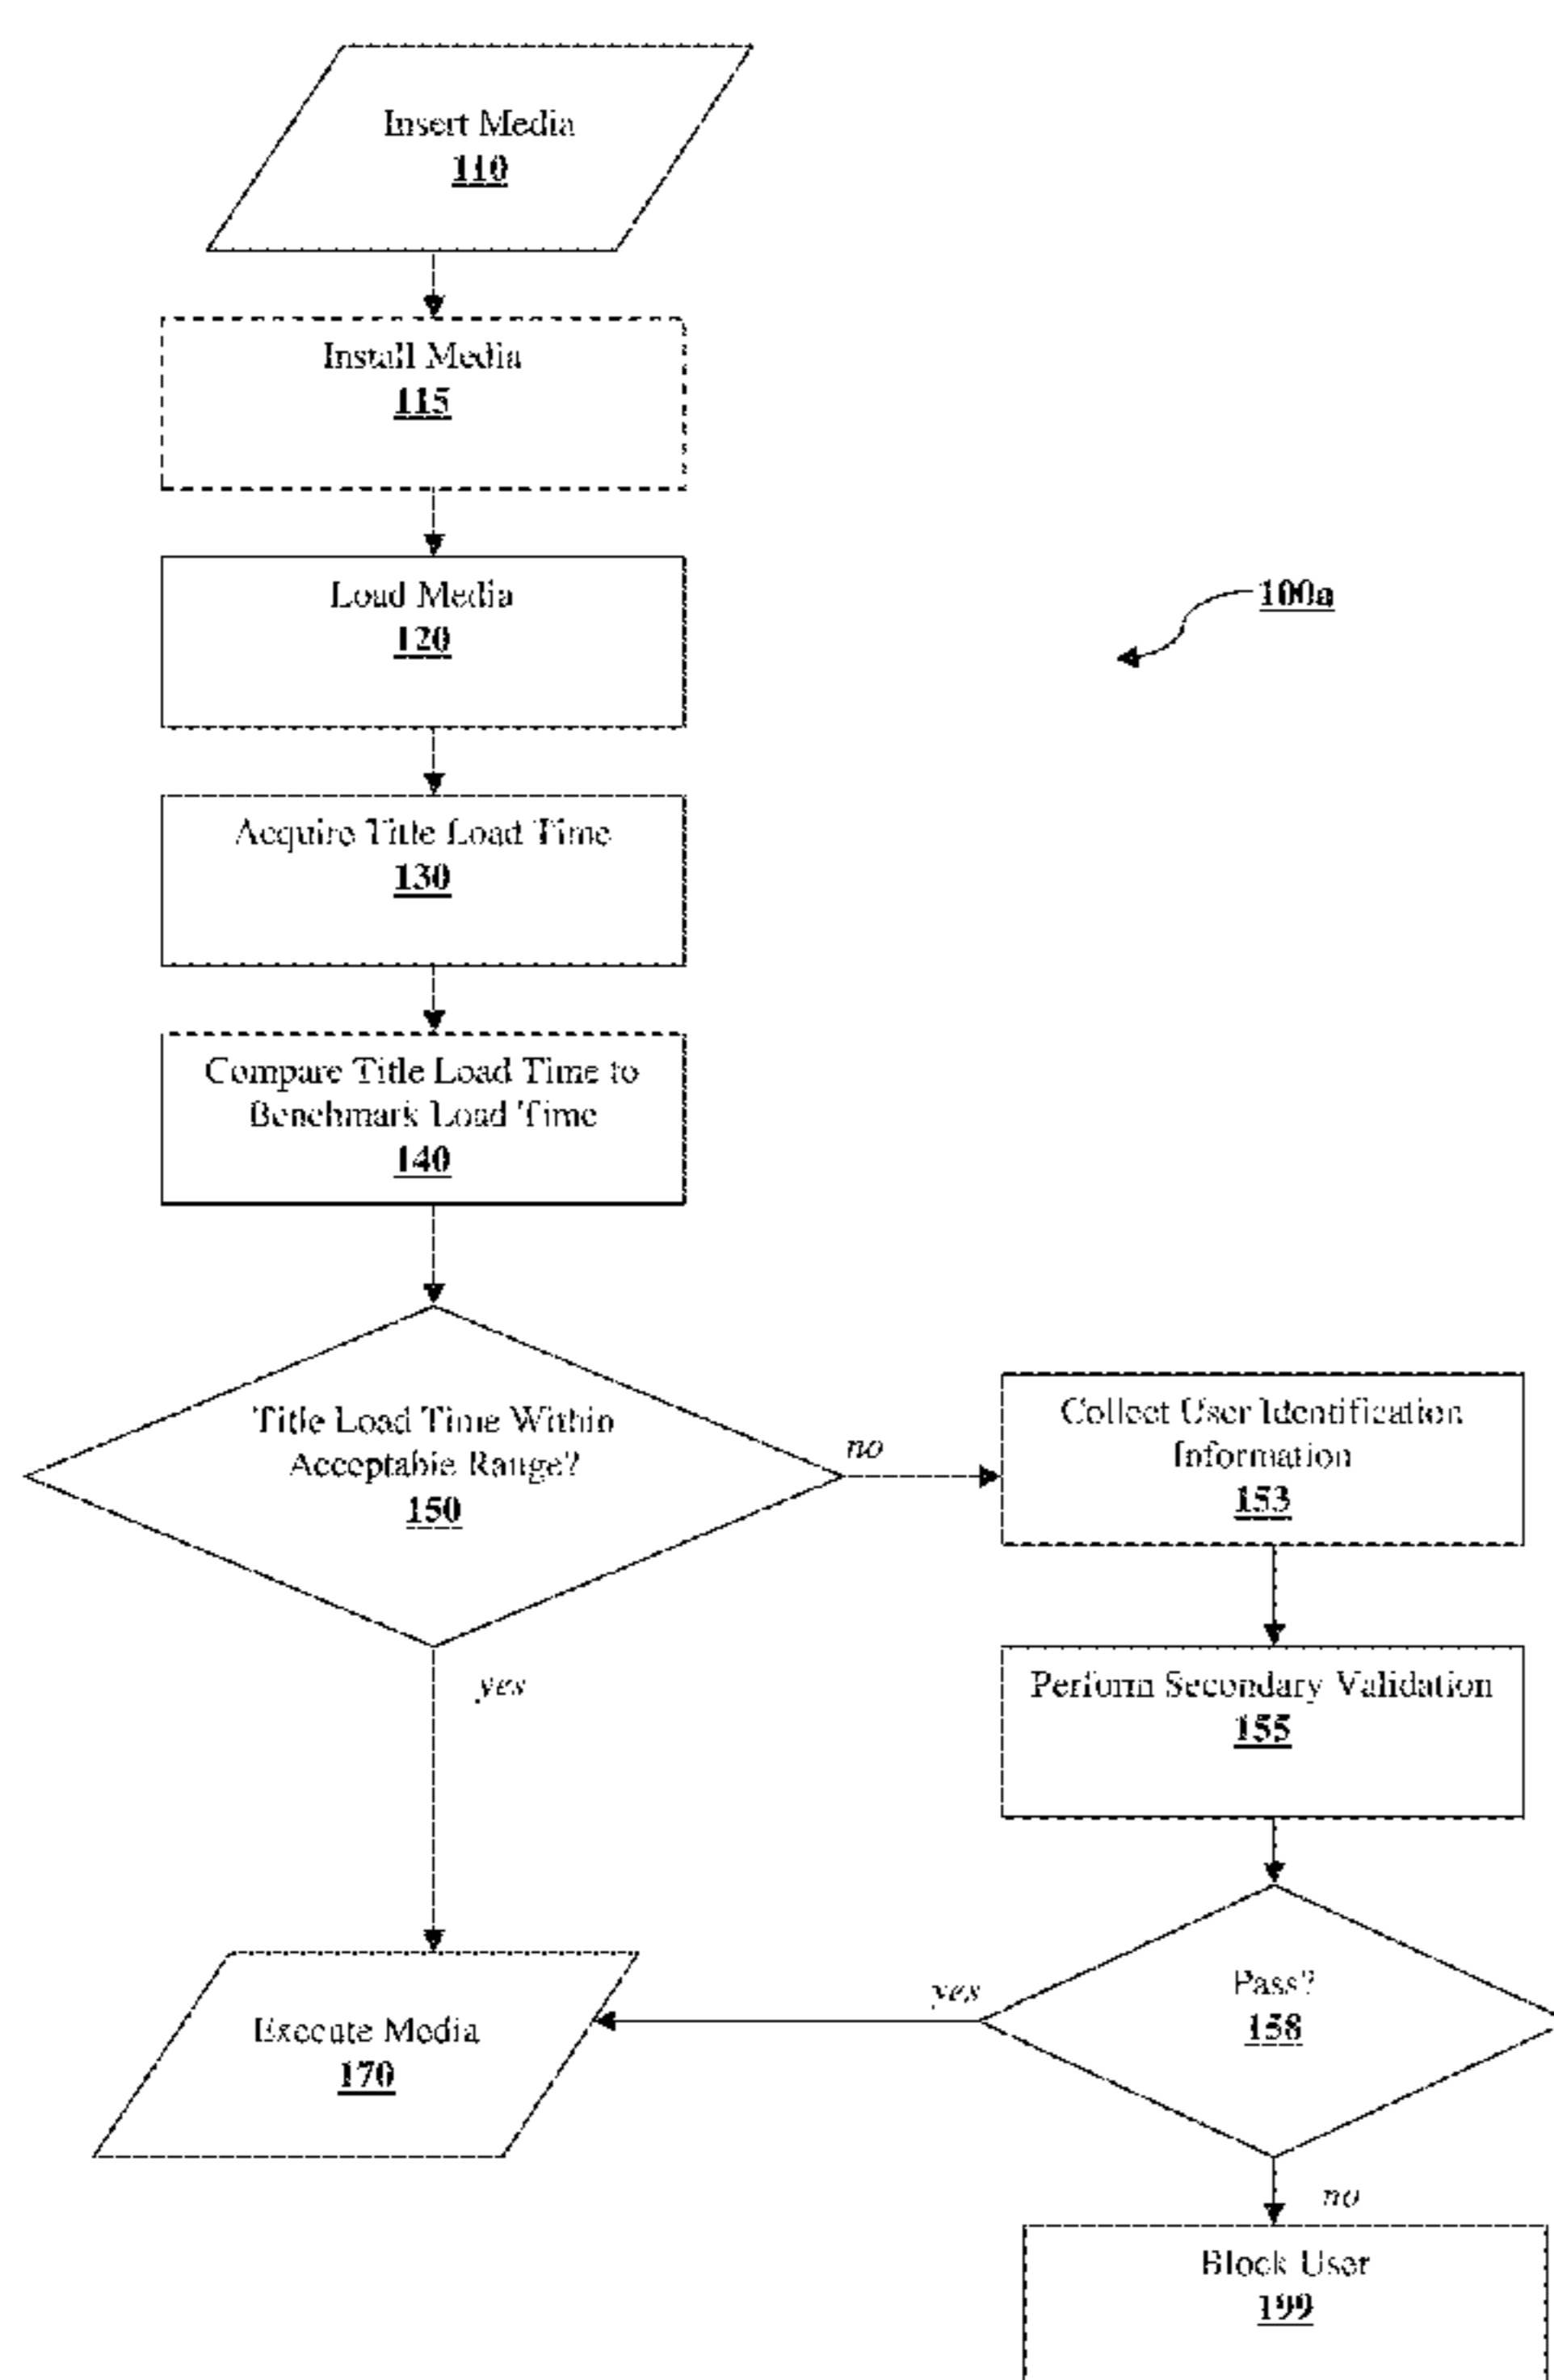 Insert Media
110
Install Media
115
Load Media
120
100a
Acquire Title Load Time
130
Compare Title Load Time to
Benchmark Load Time
140
Title Load Time Within
Acceptable Range?
150
no
Collect User Identification
Information
153
yes
Perform Secondary Validation
155
Execute Media
170
yes
Pass?
158
no
Block User
199